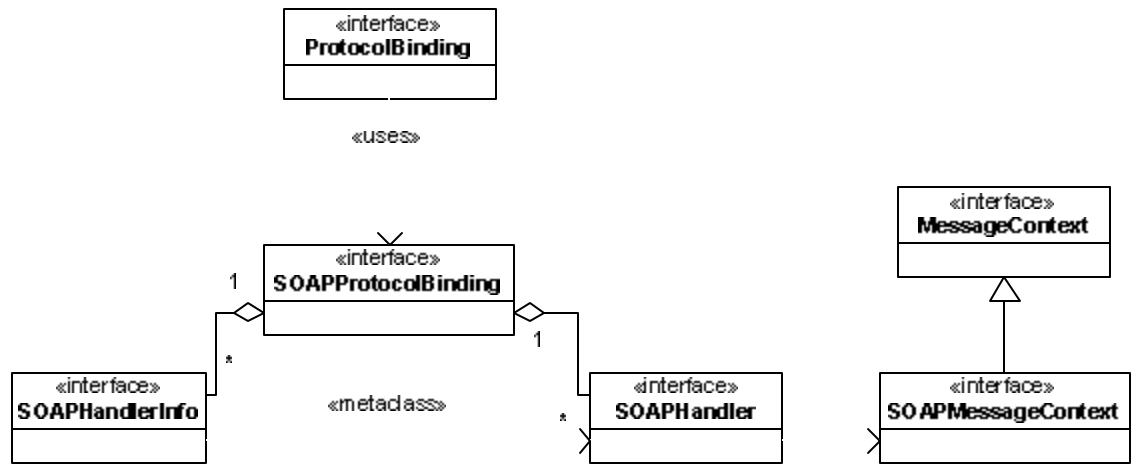 «interface»
ProtocolBinding
«uses»
«interface»
MessageContext
«interface»
SOAPProtocolBinding
1
1
*
«interface»
SOAPHandlerInfo
«metaclass»
*
«interface»
SOAPHandler
«interface»
SOAPMessageContext